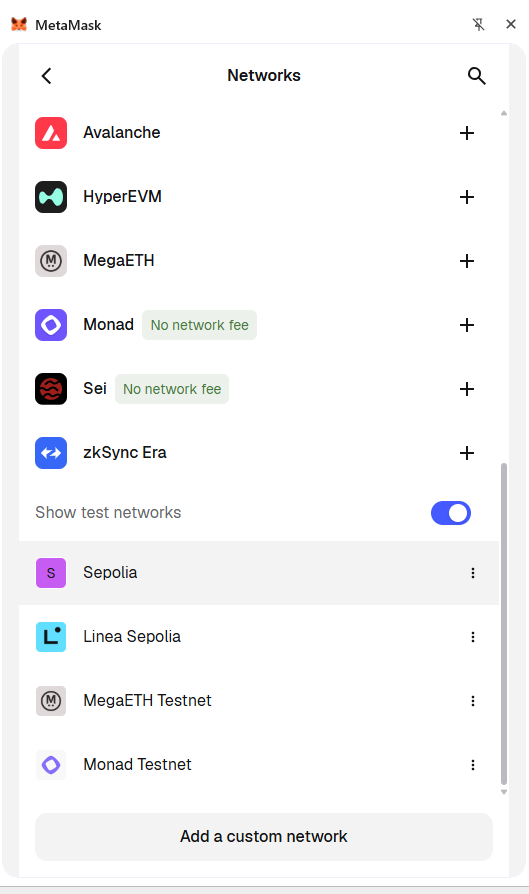 MetaMask
Networks
Avalanche
HyperEVM
MegaETH
Monad No network fee
Sei No network fee
zkSync Era
Show test networks
S Sepolia
Linea Sepolia
MegaETH Testnet
Monad Testnet
Add a custom network